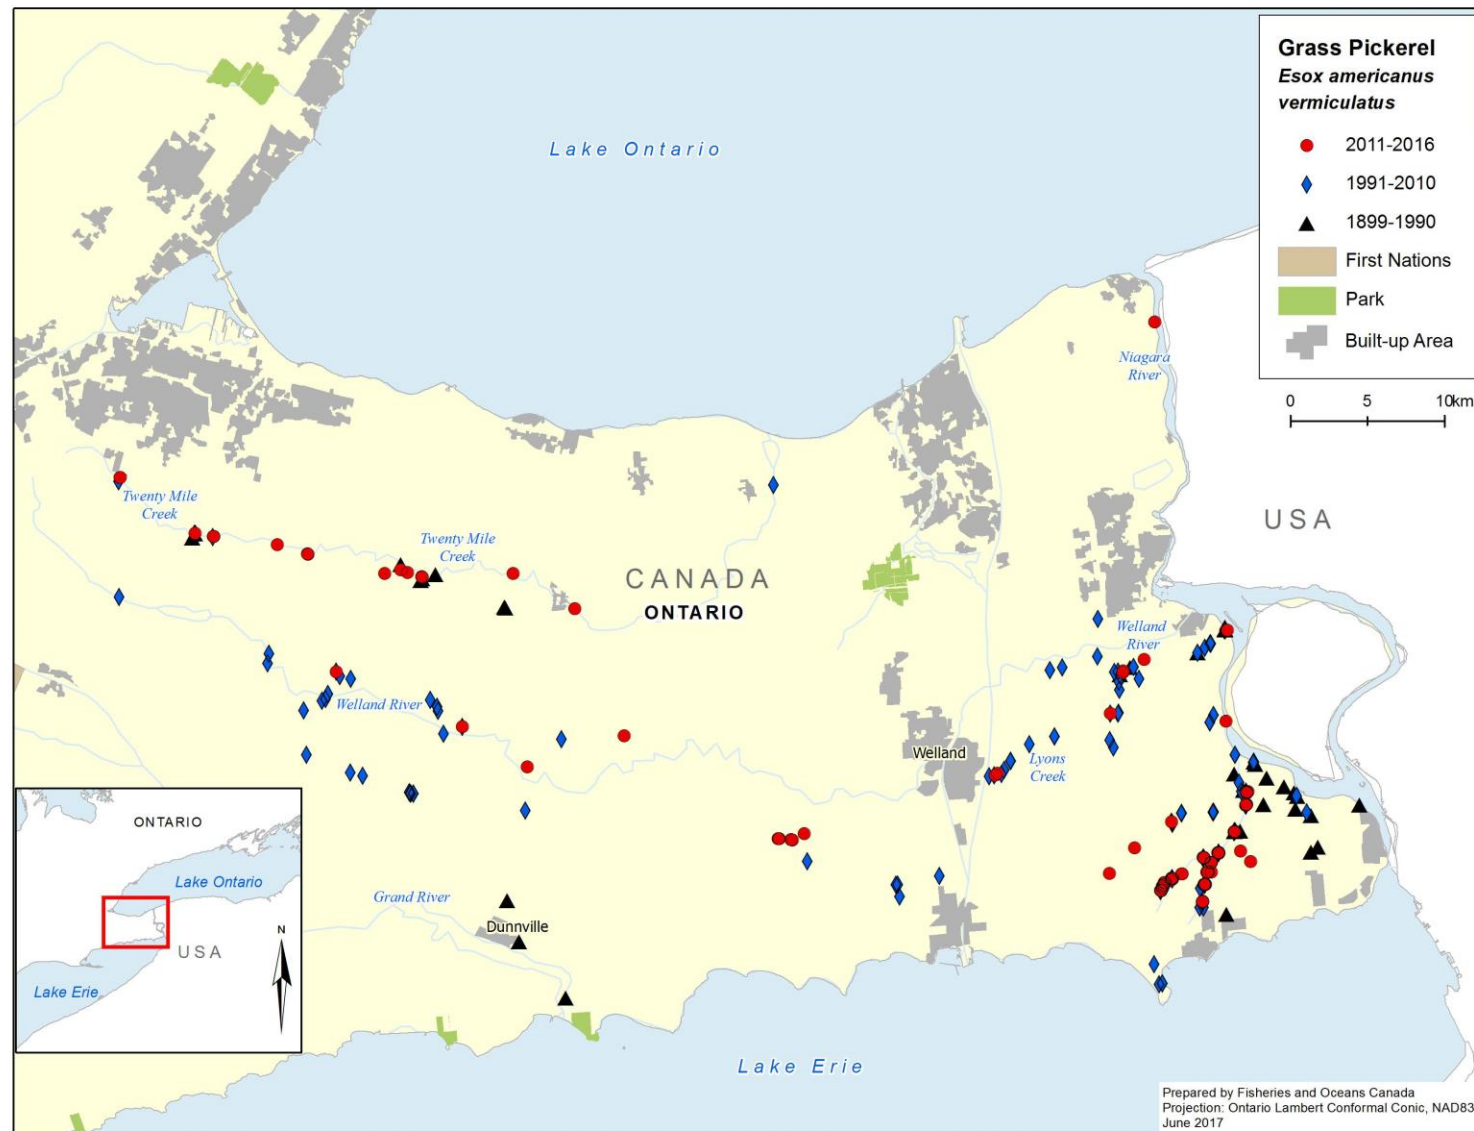 Grass Pickerel
Esox americanus
vermiculatus
2011-2016
1991-2010
1899-1990
First Nations
Park
Built-up Area
0 5 10km
Lake Ontario
Niagara
River
USA
Twenty Mile
Creek
Twenty Mile
Creek
CANADA
ONTARIO
Welland
River
Welland River
Welland
Lyons
Creek
Grand River
Dunnville
Lake Erie
ONTARIO
Lake Ontario
USA
Lake Erie
N
Prepared by Fisheries and Oceans Canada
Projection: Ontario Lambert Conformal Conic, NAD83
June 2017